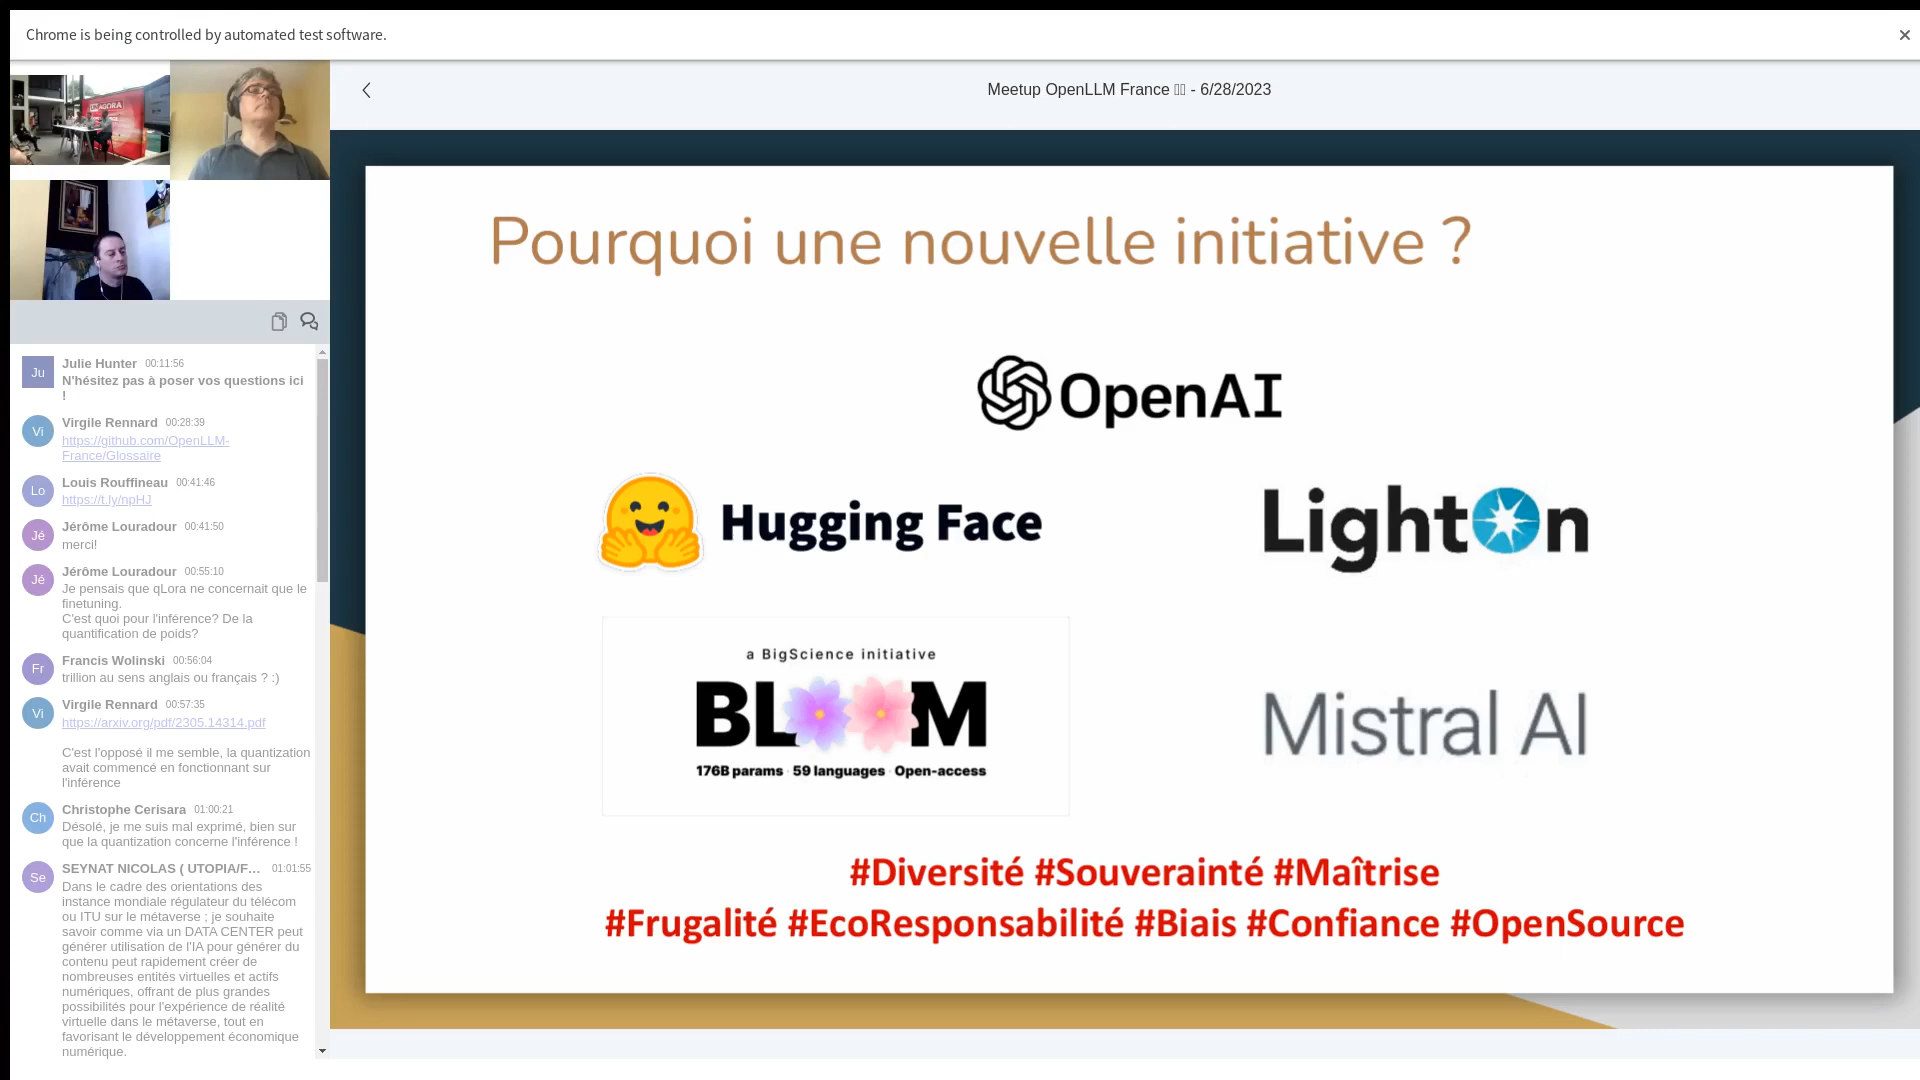 Chrome is being controlled by automated test software.
Meetup OpenLLM France - 6/28/2023
AGORA
Ju
Julie Hunter 00:11:56
N'hésitez pas à poser vos questions ici
!
Vi
Virgile Rennard 00:28:39
https://github.com/OpenLLM-
France/Glossaire
Lo
Louis Rouffineau 00:41:46
https://t.ly/npHJ
Jé
Jérôme Louradour 00:41:50
merci!
Jé
Jérôme Louradour 00:55:10
Je pensais que qLora ne concernait que le
finetuning.
C'est quoi pour l'inférence? De la
quantification de poids?
Fr
Francis Wolinski 00:56:04
trillion au sens anglais ou français ? :)
Vi
Virgile Rennard 00:57:35
https://arxiv.org/pdf/2305.14314.pdf
C'est l'opposé il me semble, la quantization
avait commencé en fonctionnant sur
l'inférence
Ch
Christophe Cerisara 01:00:21
Désolé, je me suis mal exprimé, bien sur
que la quantization concerne l'inférence !
Se
SEYNAT NICOLAS ( UTOPIA/F... 01:01:55
Dans le cadre des orientations des
instance mondiale régulateur du télécom
ou ITU sur le métaverse ; je souhaite
savoir comme via un DATA CENTER peut
générer utilisation de l'IA pour générer du
contenu peut rapidement créer de
nombreuses entités virtuelles et actifs
numériques, offrant de plus grandes
possibilités pour l'expérience de réalité
virtuelle dans le métaverse, tout en
favorisant le développement économique
numérique.
Pourquoi une nouvelle initiative ?
OpenAI
Hugging Face
LightOn
a BigScience initiative
BLOOM
176B params · 59 languages · Open-access
Mistral AI
#Diversité #Souverainté #Maîtrise
#Frugalité #EcoResponsabilité #Biais #Confiance #OpenSource